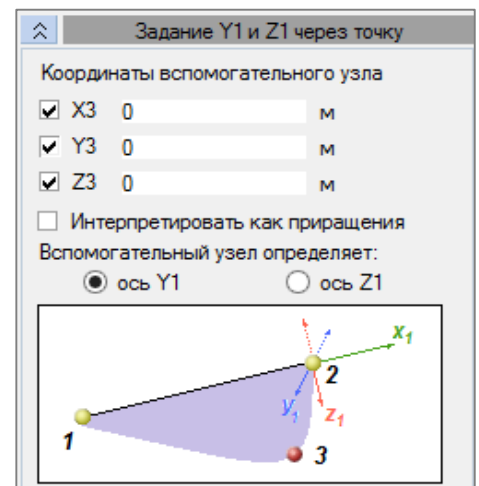 Задание Y1 и Z1 через точку
Координаты вспомогательного узла
X3 0 м
Y3 0 м
Z3 0 м
Интерпретировать как приращения
Вспомогательный узел определяет:
ось Y1 ось Z1
x1
2
y1
z1
1
3